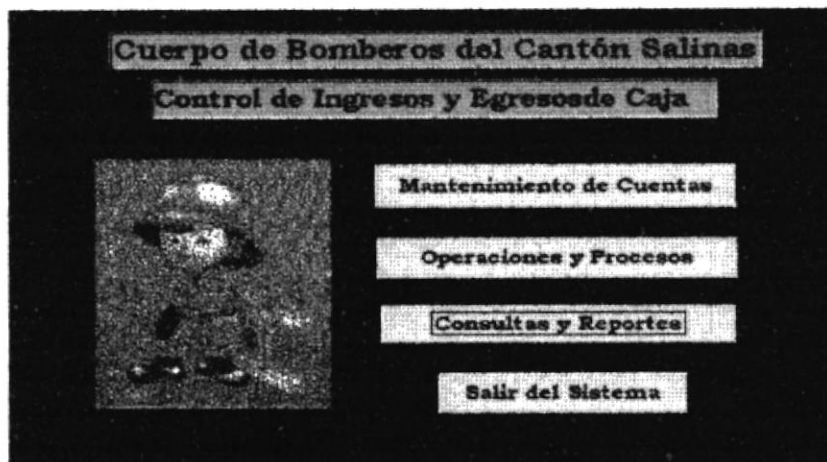 Cuerpo de Bomberos del Cantón Salinas
Control de Ingresos y Egresosde Caja
Mantenimiento de Cuentas
Operaciones y Procesos
Consultas y Reportes
Salir del Sistema